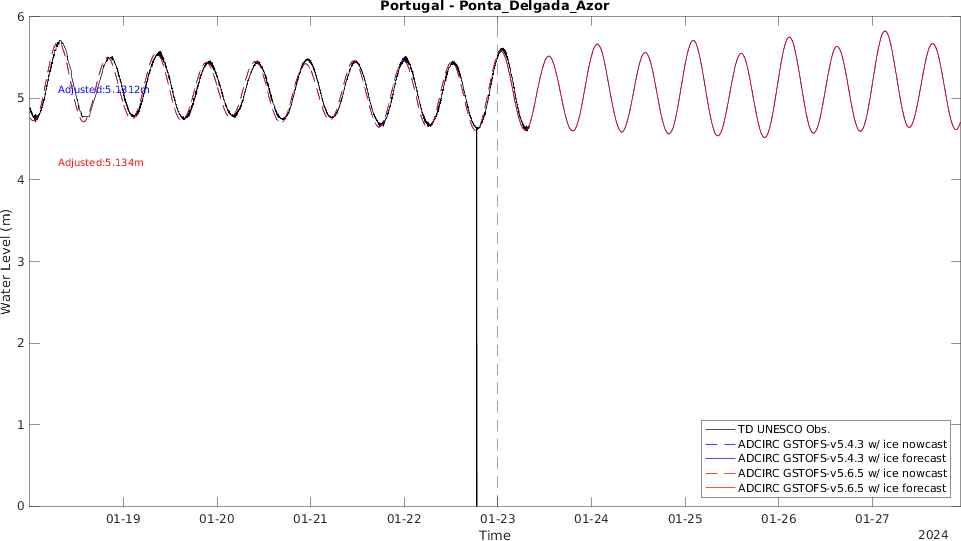 Portugal - Ponta_Delgada_Azor
6
5
4
3
2
1
0
Water Level (m)
Adjusted:5.1312m
Adjusted:5.134m
TD UNESCO Obs.
ADCIRC GSTOFS-v5.4.3 w/ ice nowcast
ADCIRC GSTOFS-v5.4.3 w/ ice forecast
ADCIRC GSTOFS-v5.6.5 w/ ice nowcast
ADCIRC GSTOFS-v5.6.5 w/ ice forecast
01-19 01-20 01-21 01-22 01-23 01-24 01-25 01-26 01-27
Time
2024